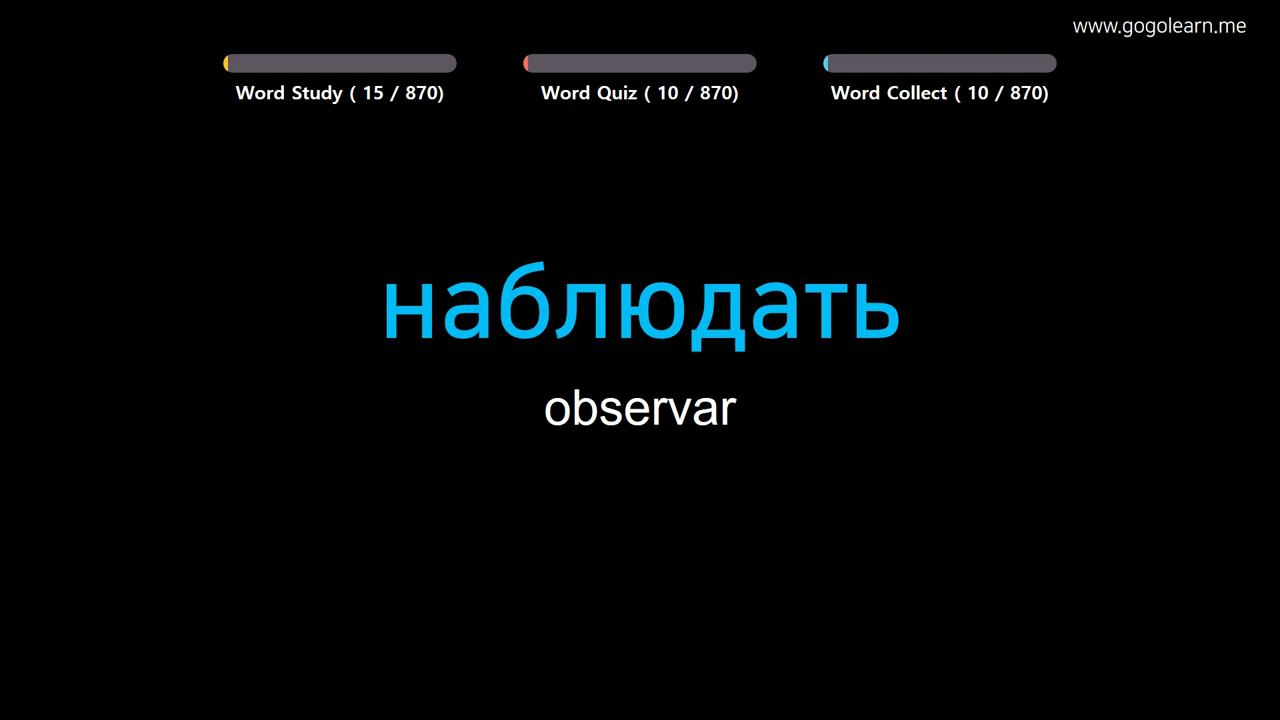 www.gogolearn.me
Word Study ( 15 / 870)
Word Quiz ( 10 / 870)
Word Collect ( 10 / 870)
наблюдать
observar